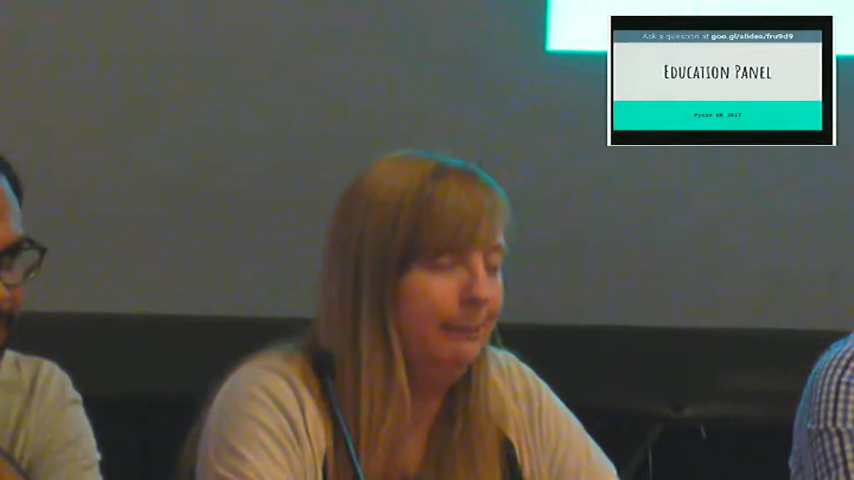 Ask a question at goo.gl/slides/fru9d9
Education Panel
PyCon UK 2017